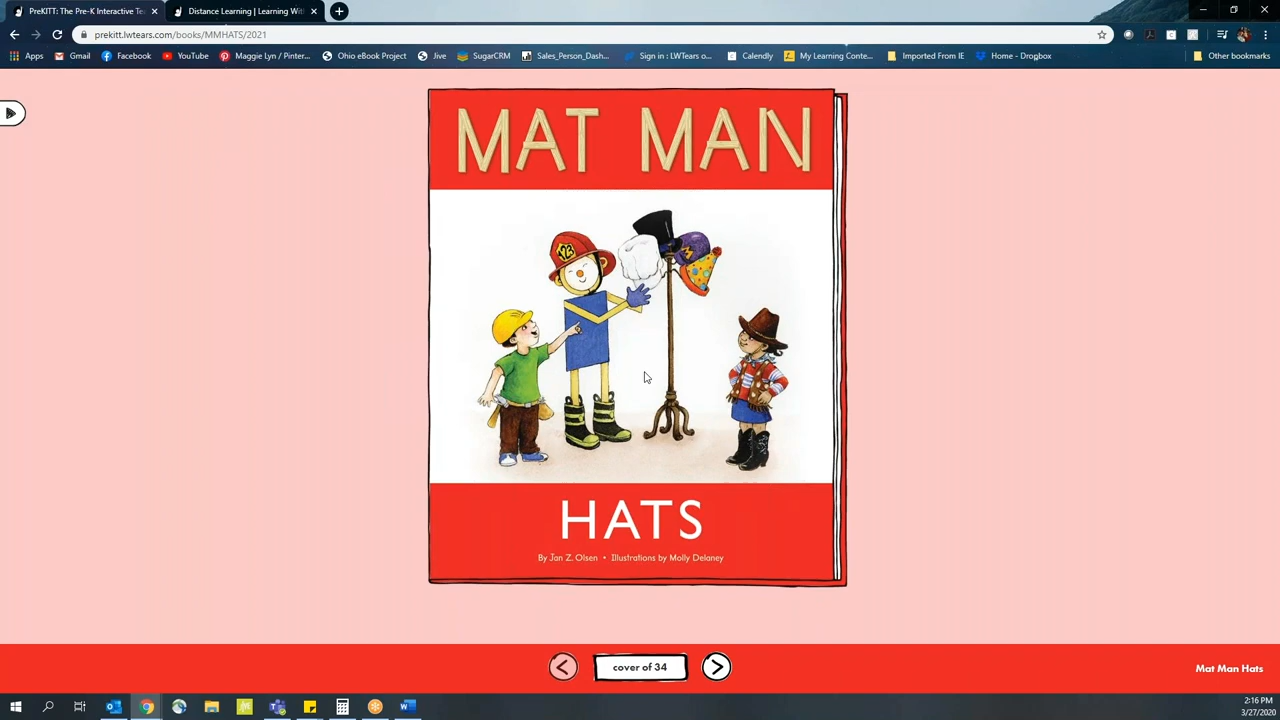 PreKITT: The Pre-K Interactive Te
Distance Learning | Learning With
prekitt.lwtears.com/books/MMHATS/2021
Apps
Gmail
Facebook
YouTube
Maggie Lyn / Pinter...
Ohio eBook Project
Jive
SugarCRM
Sales_Person_Dash...
Sign in : LWTears o...
Calendly
My Learning Conte...
Imported From IE
Home - Dropbox
Other bookmarks
MAT MAN
123
M
HATS
By Jan Z. Olsen • Illustrations by Molly Delaney
cover of 34
Mat Man Hats
2:16 PM
3/27/2020